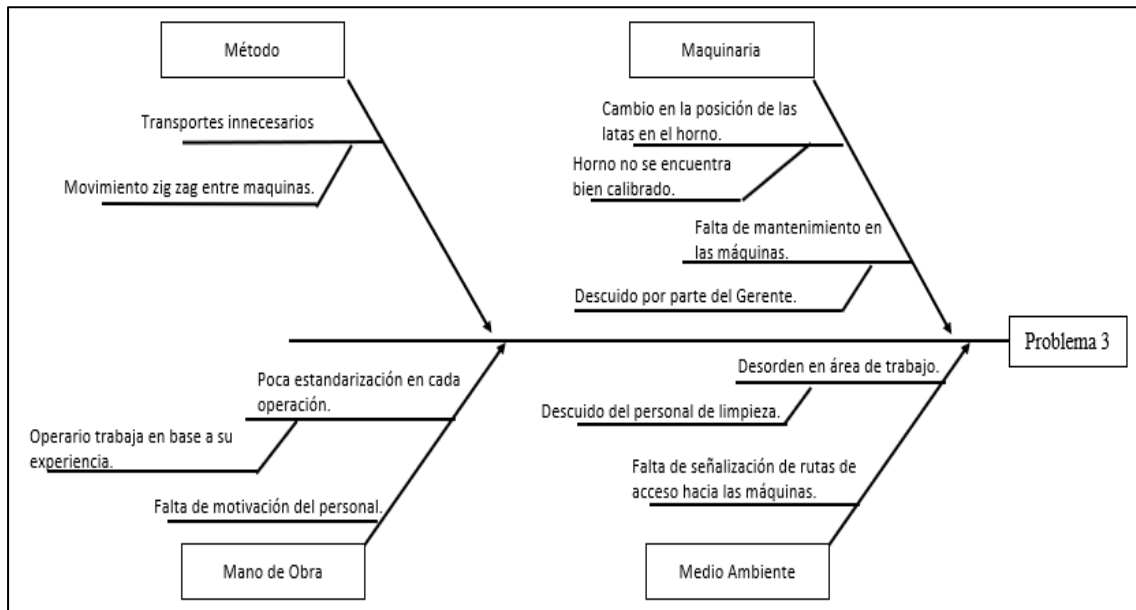 Método
Maquinaria
Transportes innecesarios
Movimiento zig zag entre maquinas.
Cambio en la posición de las
latas en el horno.
Horno no se encuentra
bien calibrado.
Falta de mantenimiento en
las máquinas.
Descuido por parte del Gerente.
Problema 3
Poca estandarización en cada
operación.
Operario trabaja en base a su
experiencia.
Falta de motivación del personal.
Desorden en área de trabajo.
Descuido del personal de limpieza.
Falta de señalización de rutas de
acceso hacia las máquinas.
Mano de Obra
Medio Ambiente